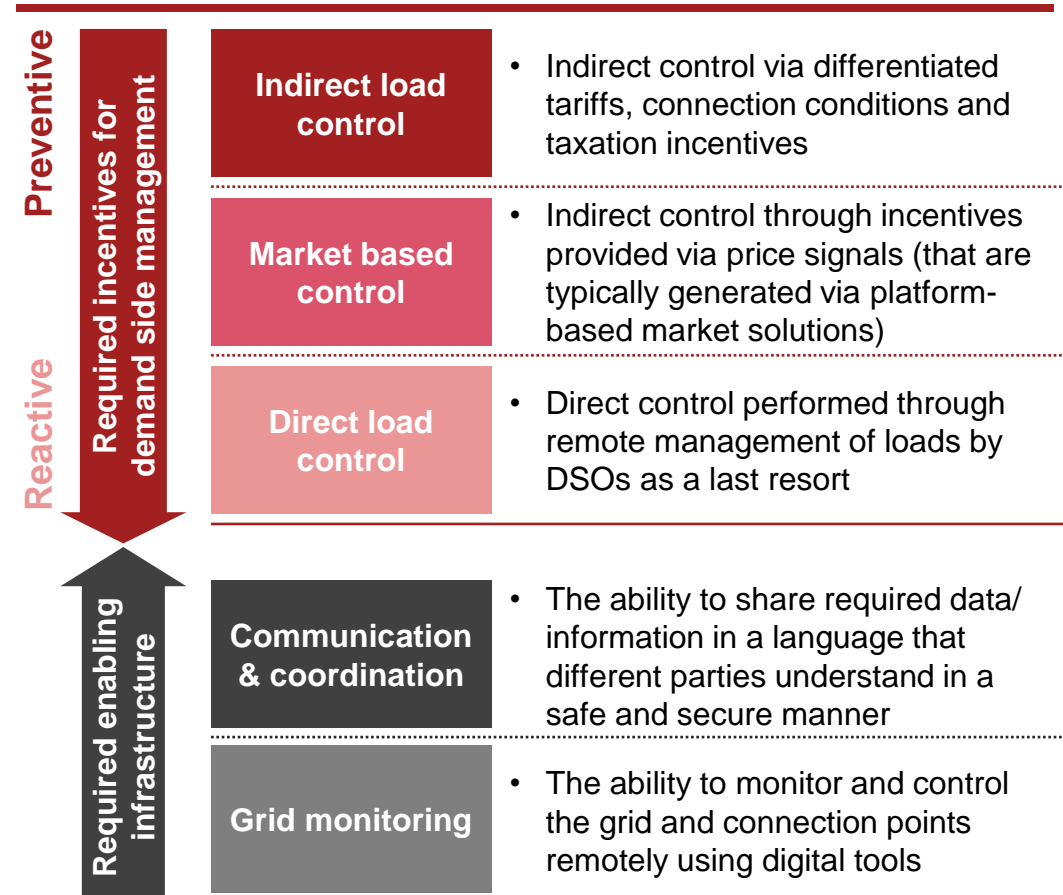 Preventive
Reactive
Required incentives for
demand side management
Indirect load
control
• Indirect control via differentiated
tariffs, connection conditions and
taxation incentives
Market based
control
• Indirect control through incentives
provided via price signals (that are
typically generated via platform-
based market solutions)
Direct load
control
• Direct control performed through
remote management of loads by
DSOs as a last resort
Required enabling
infrastructure
Communication
& coordination
• The ability to share required data/
information in a language that
different parties understand in a
safe and secure manner
Grid monitoring
• The ability to monitor and control
the grid and connection points
remotely using digital tools